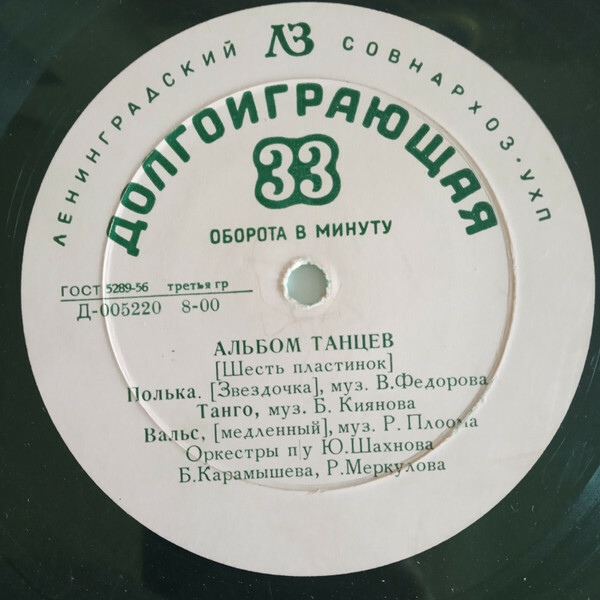 ЛЕНИНГРАДСКИЙ ЛЗ СОВНАРХОЗ·УХП
ДОЛГОИГРАЮЩАЯ
33
ОБОРОТА В МИНУТУ
ГОСТ 5289-56 третья гр
Д-005220 8-00
АЛЬБОМ ТАНЦЕВ
[Шесть пластинок]
Полька. [Звездочка], муз. В.Федорова
Танго, муз. Б. Киянова
Вальс, [медленный], муз. Р. Плоома
Оркестры п/у Ю.Шахнова
Б.Карамышева, Р.Меркулова